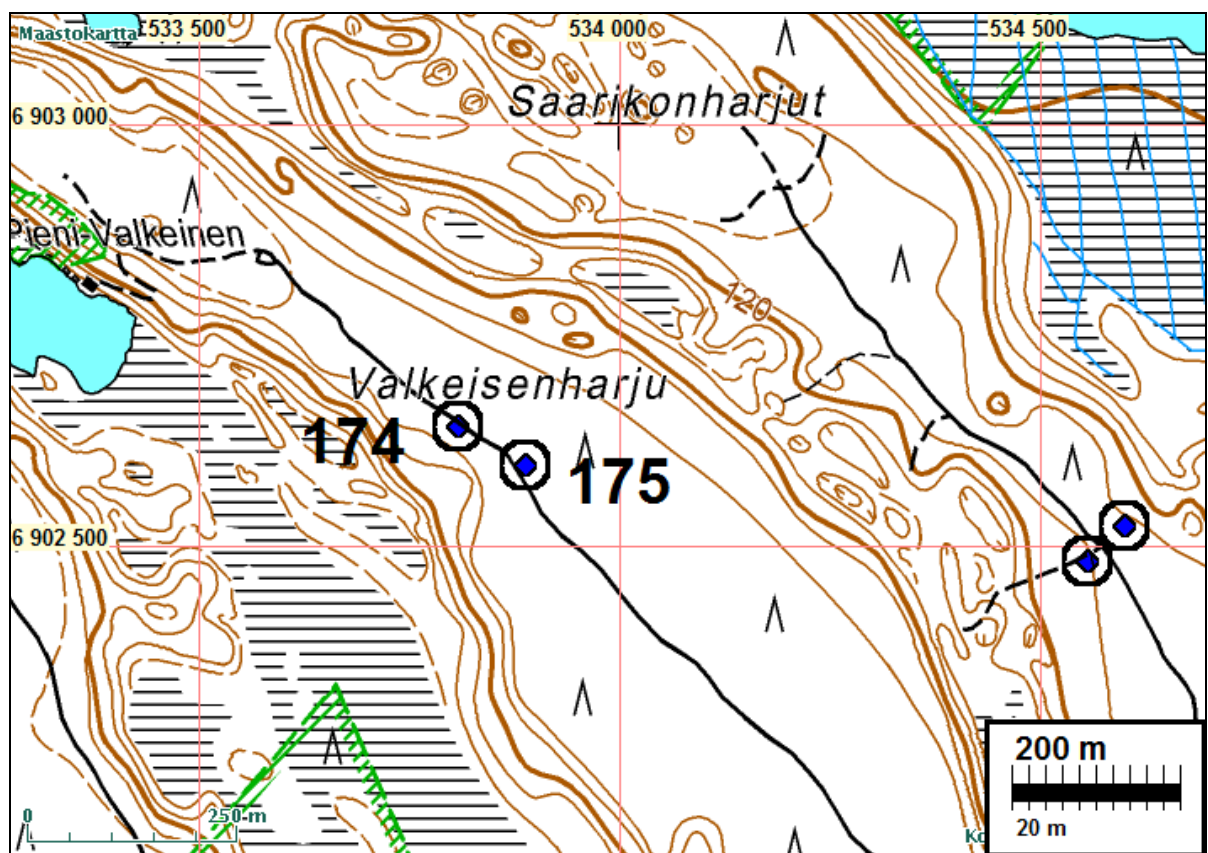 Maastokartta
533 500
534 000
534 500
Saarikonharjut
6 903 000
Pieni-Valkeinen
120
Valkeisenharju
174
175
6 902 500
200 m
20 m
0
250 m